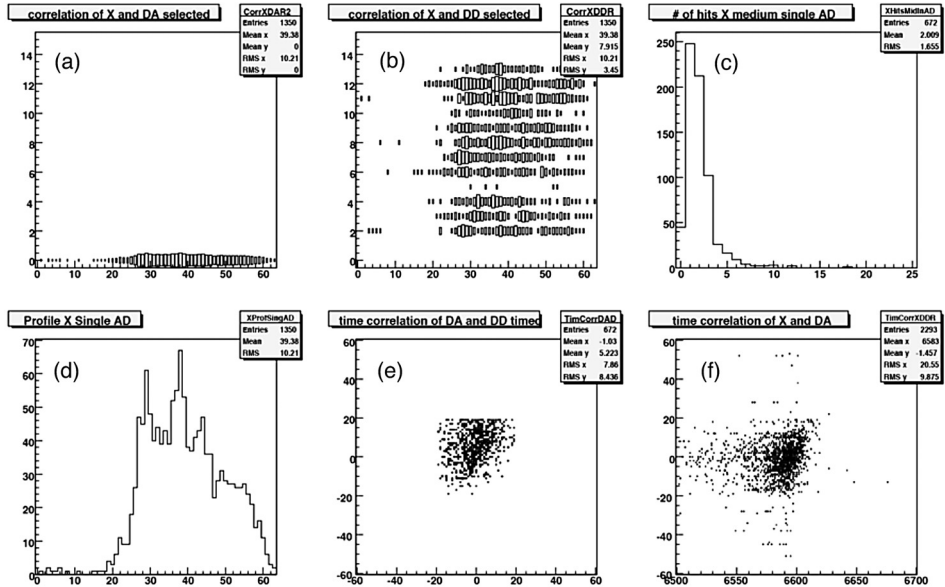 correlation of X and DA selected
CorrXDAR2
Entries 1350
Mean x 39.38
Mean y 0
RMS x 10.21
RMS y 0
(a)
14
12
10
8
6
4
2
0
0 10 20 30 40 50 60
correlation of X and DD selected
CorrXDDR
Entries 1350
Mean x 39.38
Mean y 7.915
RMS x 10.21
RMS y 3.45
(b)
14
12
10
8
6
4
2
0
0 10 20 30 40 50 60
# of hits X medium single AD
XHitsMidInAD
Entries 672
Mean 2.009
RMS 1.655
(c)
250
200
150
100
50
0
0 5 10 15 20 25
Profile X Single AD
XProfSingAD
Entries 1350
Mean 39.38
RMS 10.21
(d)
70
60
50
40
30
20
10
0
0 10 20 30 40 50 60
time correlation of DA and DD timed
TimCorrDAD
Entries 672
Mean x -1.03
Mean y 5.223
RMS x 7.86
RMS y 8.436
(e)
60
40
20
0
-20
-40
-60
-60 -40 -20 0 20 40 60
time correlation of X and DA
TimCorrXDDR
Entries 2293
Mean x 6583
Mean y -1.457
RMS x 20.55
RMS y 9.875
(f)
60
40
20
0
-20
-40
-60
6500 6550 6600 6650 6700